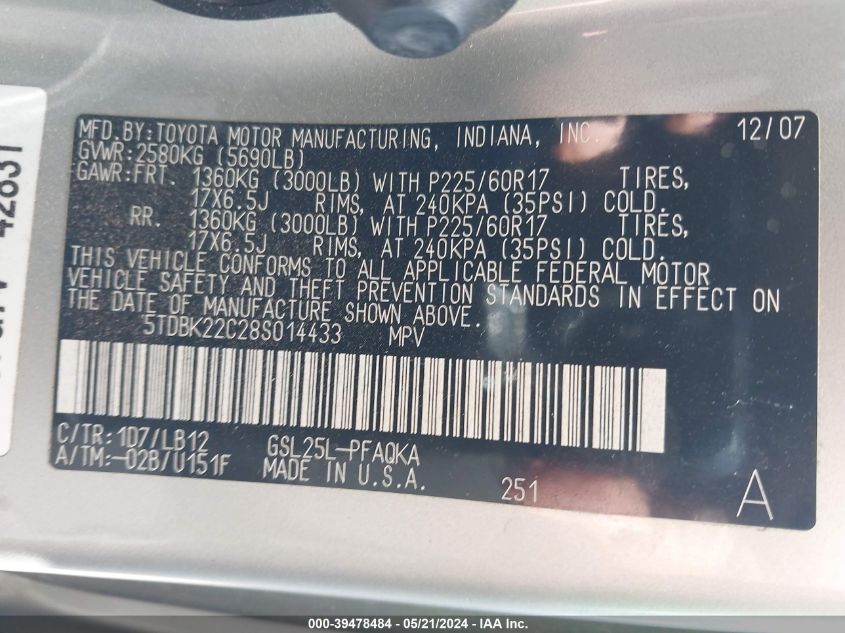 MFD.BY:TOYOTA MOTOR MANUFACTURING, INDIANA, INC. 12/07
GVWR:2580KG (5690LB)
GAWR:FRT. 1360KG (3000LB) WITH P225/60R17 TIRES,
17X6.5J RIMS, AT 240KPA (35PSI) COLD.
RR. 1360KG (3000LB) WITH P225/60R17 TIRES,
17X6.5J RIMS, AT 240KPA (35PSI) COLD.
THIS VEHICLE CONFORMS TO ALL APPLICABLE FEDERAL MOTOR
VEHICLE SAFETY AND THEFT PREVENTION STANDARDS IN EFFECT ON
THE DATE OF MANUFACTURE SHOWN ABOVE.
5TDBK22C28S014433 MPV
C/TR:1D7/LB12 GSL25L-PFAQKA
A/TM:-02B/U151F MADE IN U.S.A. 251 A
42831
000-39478484 - 05/21/2024 - IAA Inc.